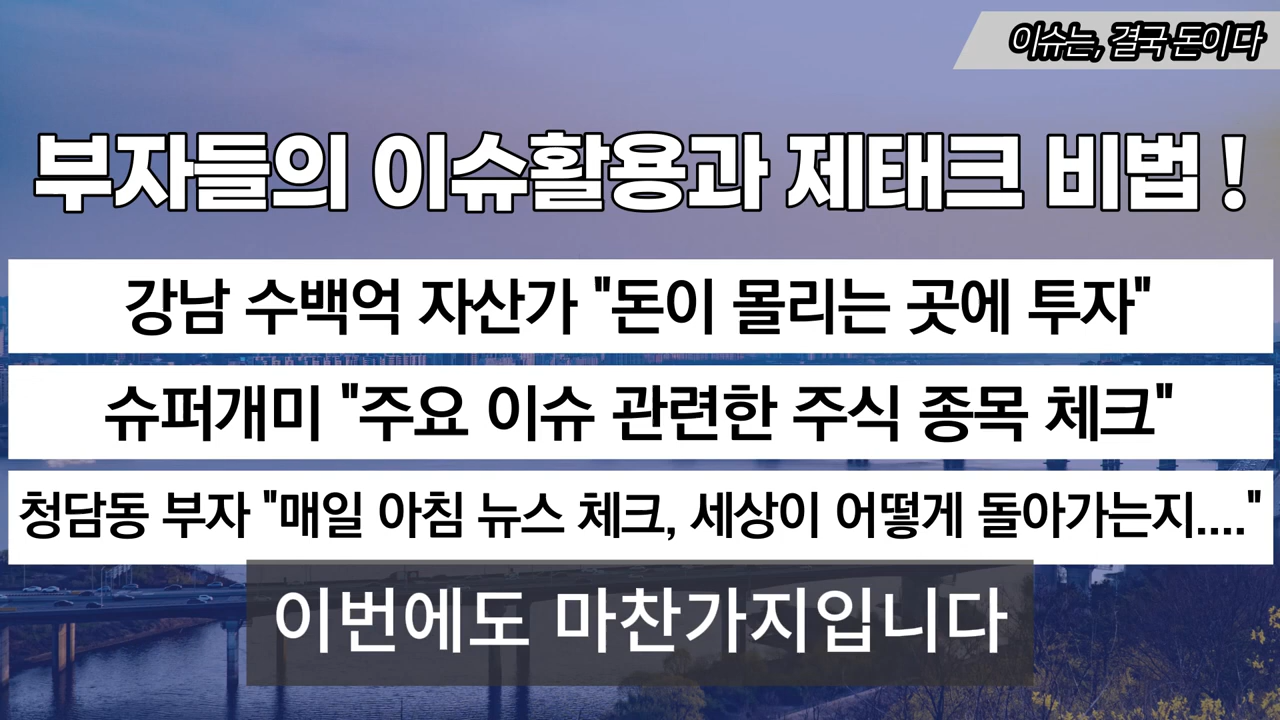 이슈는, 결국 돈이다
부자들의 이슈활용과 제태크 비법 !
강남 수백억 자산가 "돈이 몰리는 곳에 투자"
슈퍼개미 "주요 이슈 관련한 주식 종목 체크"
청담동 부자 "매일 아침 뉴스 체크, 세상이 어떻게 돌아가는지...."
이번에도 마찬가지입니다